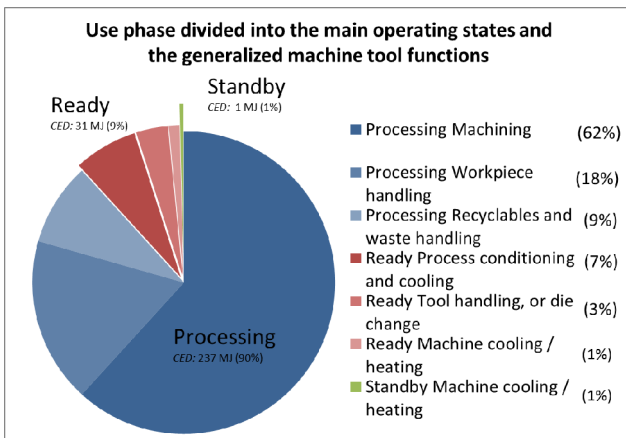 Use phase divided into the main operating states and
the generalized machine tool functions
Standby
CED: 1 MJ (1%)
Ready
CED: 31 MJ (9%)
Processing
CED: 237 MJ (90%)
Processing Machining (62%)
Processing Workpiece
handling (18%)
Processing Recyclables and
waste handling (9%)
Ready Process conditioning
and cooling (7%)
Ready Tool handling, or die
change (3%)
Ready Machine cooling /
heating (1%)
Standby Machine cooling /
heating (1%)